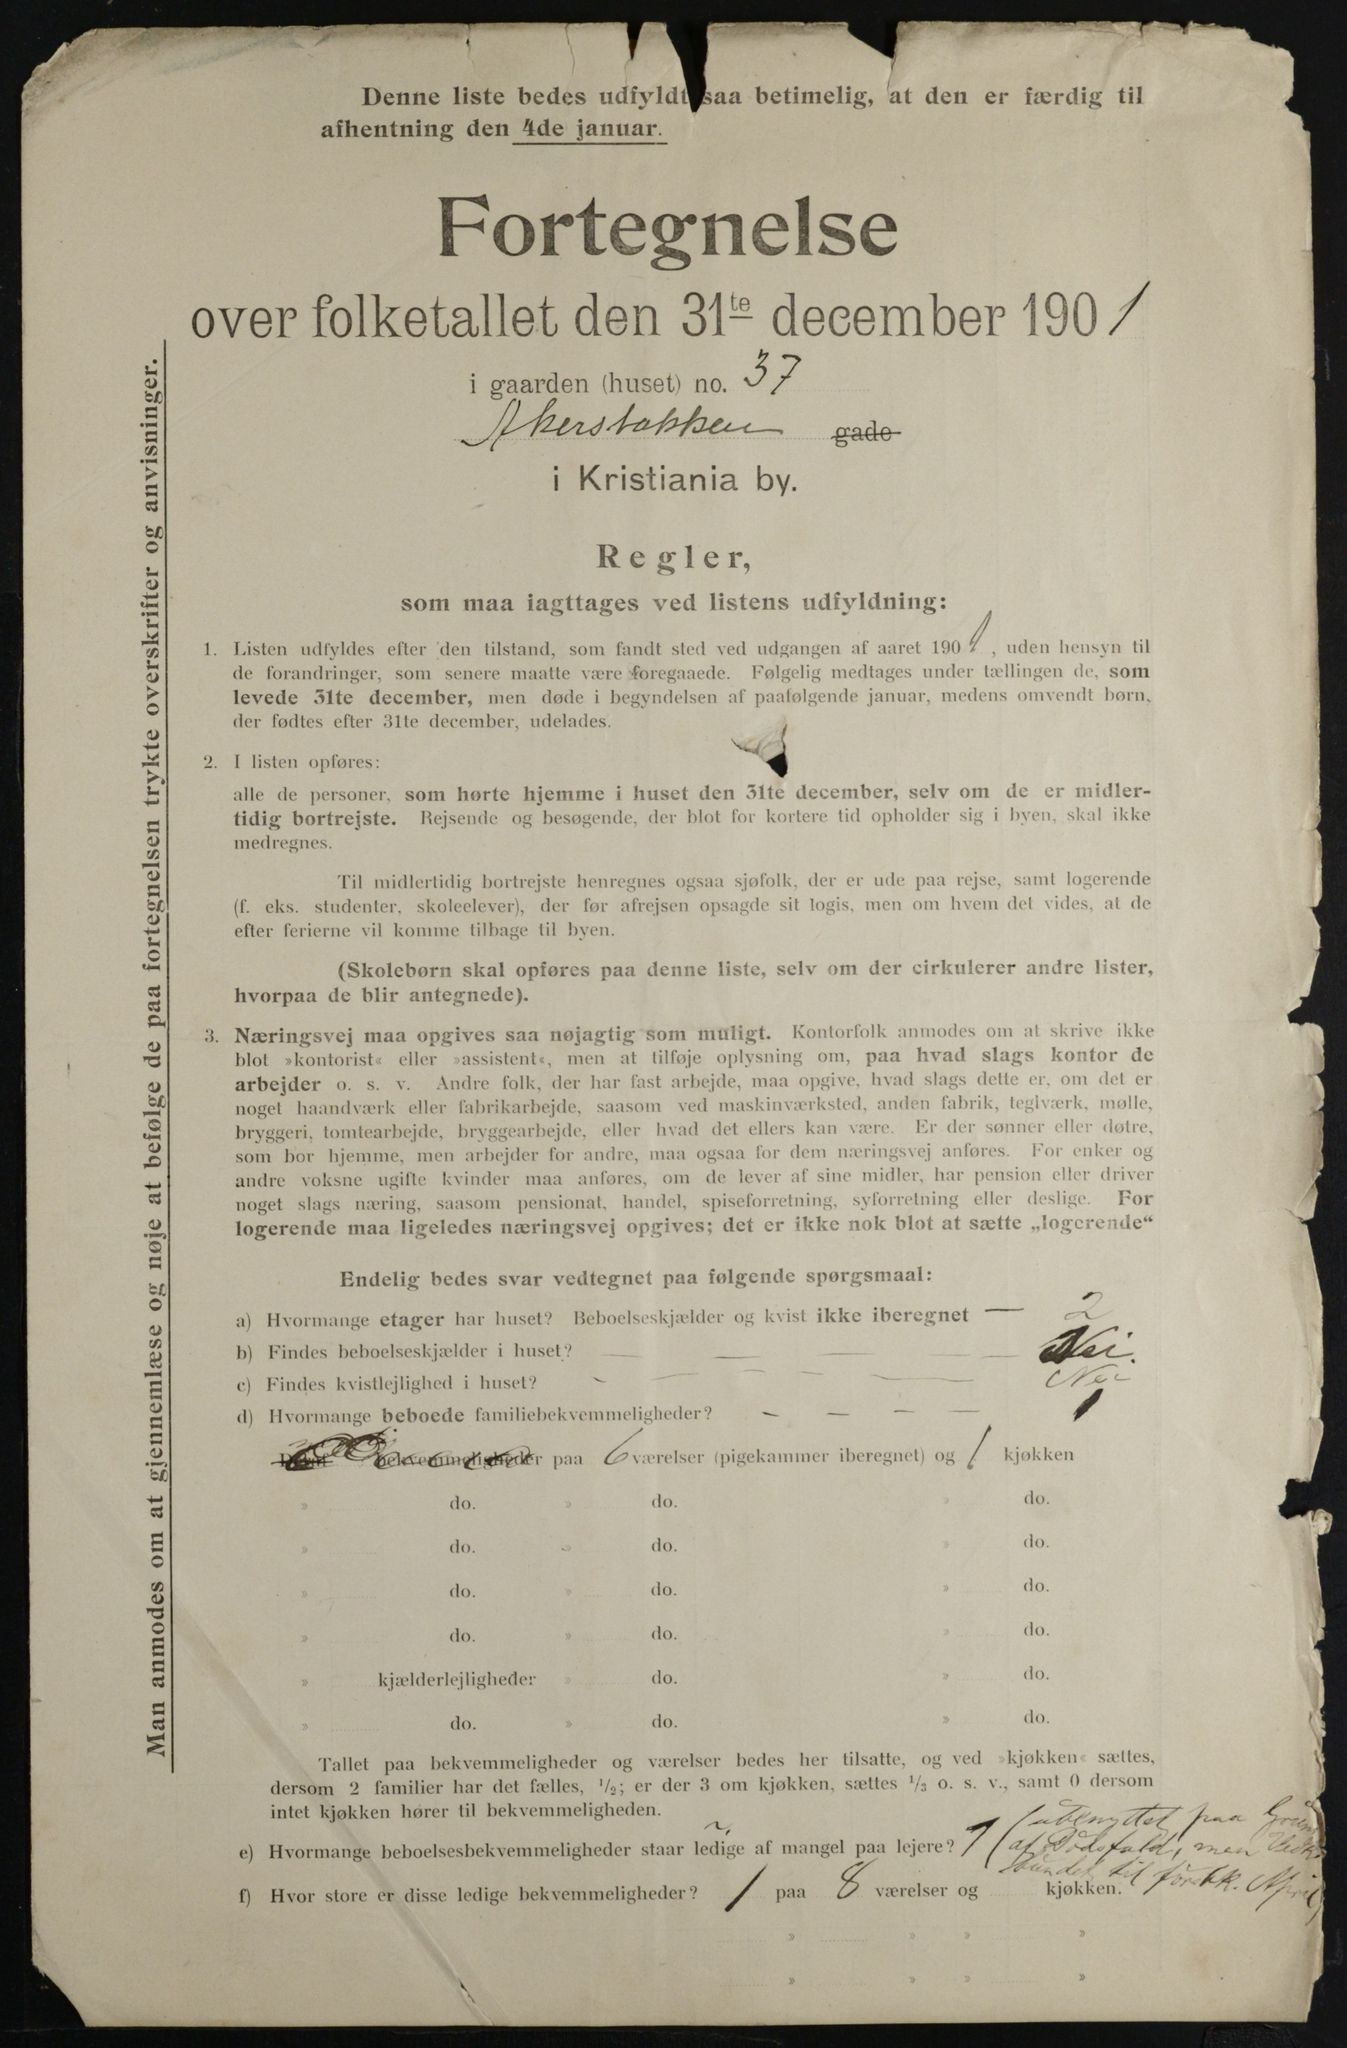 Denne liste bedes udfyldt saa betimelig, at den er færdig til
afhentning den 4de januar.
Fortegnelse
over folketallet den 31te december 1901
i gaarden (huset) no. 37
Akersbakken gade
i Kristiania by.
Regler,
som maa iagttages ved listens udfyldning:
1. Listen udfyldes efter den tilstand, som fandt sted ved udgangen af aaret 1901, uden hensyn til
de forandringer, som senere maatte være foregaaede. Følgelig medtages under tællingen de, som
levede 31te december, men døde i begyndelsen af paafølgende januar, medens omvendt børn,
der fødtes efter 31te december, udelades.
2. I listen opføres:
alle de personer, som hørte hjemme i huset den 31te december, selv om de er midler-
tidig bortrejste. Rejsende og besøgende, der blot for kortere tid opholder sig i byen, skal ikke
medregnes.
Til midlertidig bortrejste henregnes ogsaa sjøfolk, der er ude paa rejse, samt logerende
(f. eks. studenter, skoleelever), der før afrejsen opsagde sit logis, men om hvem det vides, at de
efter ferierne vil komme tilbage til byen.
(Skolebørn skal opføres paa denne liste, selv om der cirkulerer andre lister,
hvorpaa de blir antegnede).
3. Næringsvej maa opgives saa nøjagtig som muligt. Kontorfolk anmodes om at skrive ikke
blot »kontorist« eller »assistent«, men at tilføje oplysning om, paa hvad slags kontor de
arbejder o. s. v. Andre folk, der har fast arbejde, maa opgive, hvad slags dette er, om det er
noget haandværk eller fabrikarbejde, saasom ved maskinværksted, anden fabrik, teglværk, mølle,
bryggeri, tomtearbejde, bryggearbejde, eller hvad det ellers kan være. Er der sønner eller døtre,
som bor hjemme, men arbejder for andre, maa ogsaa for dem næringsvej anføres. For enker og
andre voksne ugifte kvinder maa anføres, om de lever af sine midler, har pension eller driver
noget slags næring, saasom pensionat, handel, spiseforretning, syforretning eller deslige. For
logerende maa ligeledes næringsvej opgives; det er ikke nok blot at sætte „logerende“
Endelig bedes svar vedtegnet paa følgende spørgsmaal:
a) Hvormange etager har huset? Beboelseskjælder og kvist ikke iberegnet — 2
b) Findes beboelseskjælder i huset? — — — — — Nei.
c) Findes kvistlejlighed i huset? - - - - - - Nei
d) Hvormange beboede familiebekvemmeligheder? - - - - 1
bekvemmeligheder paa 6 værelser (pigekammer iberegnet) og 1 kjøkken
» do. » do. » do.
» do. » do. » do.
» do. » do. » do.
» do. » do. » do.
» kjælderlejligheder » do. » do.
» do. » do. » do.
Tallet paa bekvemmeligheder og værelser bedes her tilsatte, og ved »kjøkken« sættes,
dersom 2 familier har det fælles, 1/2; er der 3 om kjøkken, sættes 1/3 o. s. v., samt 0 dersom
intet kjøkken hører til bekvemmeligheden.
(ubenyttet paa Grund
e) Hvormange beboelsesbekvemmeligheder staar ledige af mangel paa lejere? 1
af Dødsfald, men
bundet til April)
f) Hvor store er disse ledige bekvemmeligheder? 1 paa 8 værelser og kjøkken.
» » » »
» » » »
Man anmodes om at gjennemlæse og nøje at befølge de paa fortegnelsen trykte overskrifter og anvisninger.